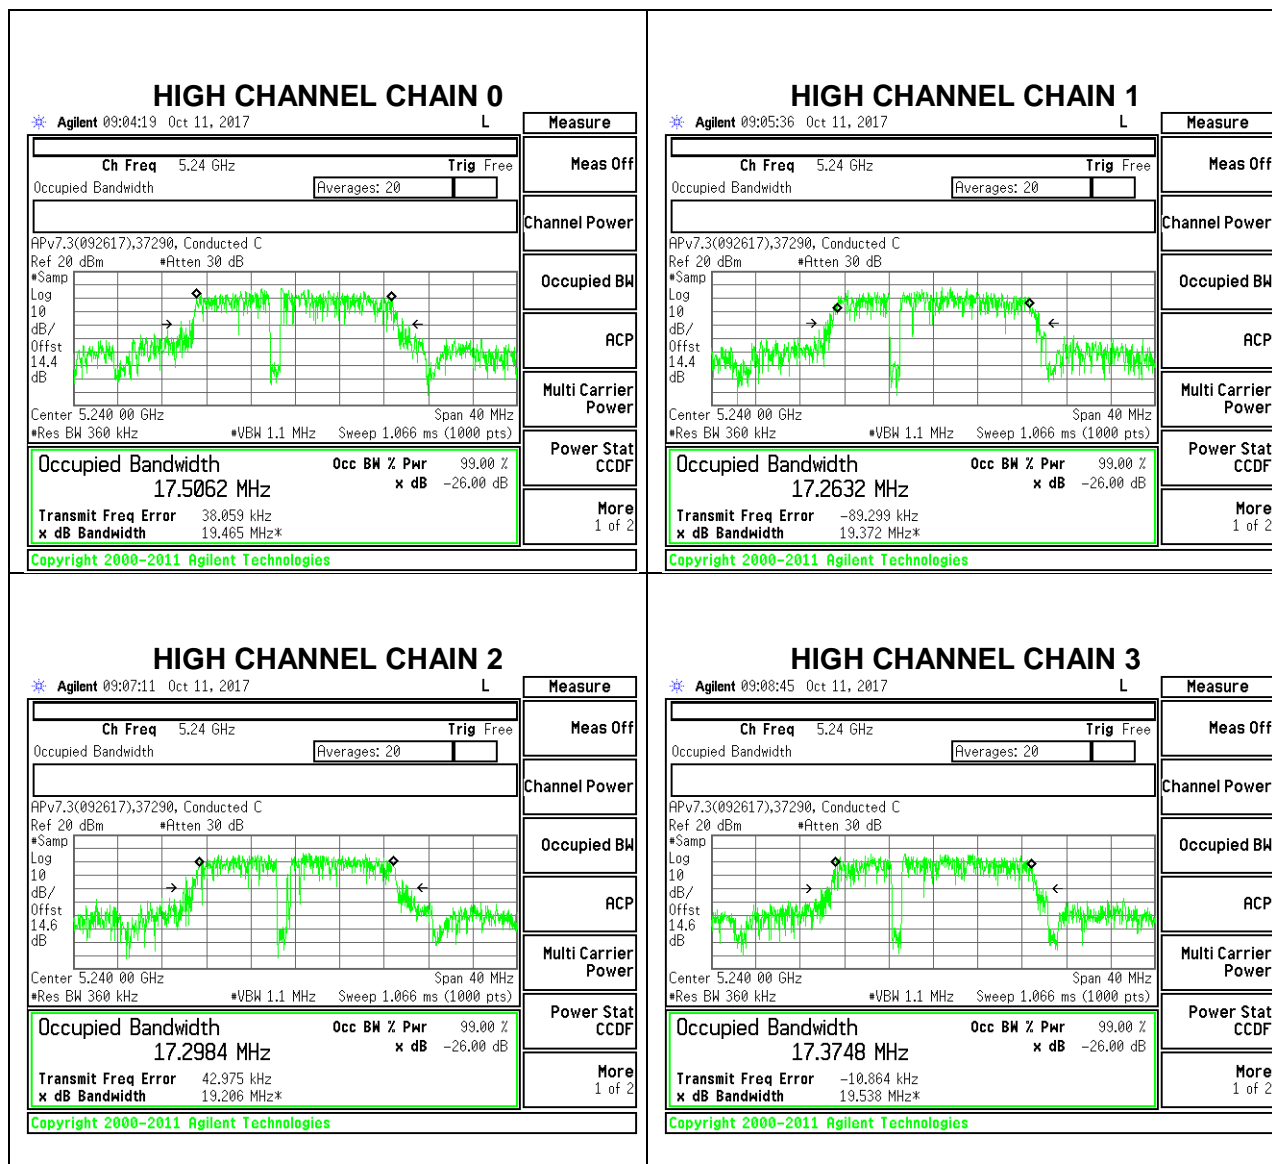 HIGH CHANNEL CHAIN 0
Agilent 09:04:19 Oct 11, 2017 L Measure
Ch Freq 5.24 GHz Trig Free
Meas Off
Occupied Bandwidth Averages: 20
Channel Power
APv7.3(092617),37290, Conducted C
Ref 20 dBm #Atten 30 dB
#Samp
Log
10
dB/
Offst
14.4
dB
Occupied BW
ACP
Multi Carrier
Power
Center 5.240 00 GHz Span 40 MHz
#Res BW 360 kHz #VBW 1.1 MHz Sweep 1.066 ms (1000 pts)
Power Stat
CCDF
Occupied Bandwidth Occ BW % Pwr 99.00 %
17.5062 MHz x dB -26.00 dB
Transmit Freq Error 38.059 kHz
x dB Bandwidth 19.465 MHz*
More
1 of 2
Copyright 2000-2011 Agilent Technologies
HIGH CHANNEL CHAIN 1
Agilent 09:05:36 Oct 11, 2017 L Measure
Ch Freq 5.24 GHz Trig Free
Meas Off
Occupied Bandwidth Averages: 20
Channel Power
APv7.3(092617),37290, Conducted C
Ref 20 dBm #Atten 30 dB
#Samp
Log
10
dB/
Offst
14.4
dB
Occupied BW
ACP
Multi Carrier
Power
Center 5.240 00 GHz Span 40 MHz
#Res BW 360 kHz #VBW 1.1 MHz Sweep 1.066 ms (1000 pts)
Power Stat
CCDF
Occupied Bandwidth Occ BW % Pwr 99.00 %
17.2632 MHz x dB -26.00 dB
Transmit Freq Error -89.299 kHz
x dB Bandwidth 19.372 MHz*
More
1 of 2
Copyright 2000-2011 Agilent Technologies
HIGH CHANNEL CHAIN 2
Agilent 09:07:11 Oct 11, 2017 L Measure
Ch Freq 5.24 GHz Trig Free
Meas Off
Occupied Bandwidth Averages: 20
Channel Power
APv7.3(092617),37290, Conducted C
Ref 20 dBm #Atten 30 dB
#Samp
Log
10
dB/
Offst
14.6
dB
Occupied BW
ACP
Multi Carrier
Power
Center 5.240 00 GHz Span 40 MHz
#Res BW 360 kHz #VBW 1.1 MHz Sweep 1.066 ms (1000 pts)
Power Stat
CCDF
Occupied Bandwidth Occ BW % Pwr 99.00 %
17.2984 MHz x dB -26.00 dB
Transmit Freq Error 42.975 kHz
x dB Bandwidth 19.206 MHz*
More
1 of 2
Copyright 2000-2011 Agilent Technologies
HIGH CHANNEL CHAIN 3
Agilent 09:08:45 Oct 11, 2017 L Measure
Ch Freq 5.24 GHz Trig Free
Meas Off
Occupied Bandwidth Averages: 20
Channel Power
APv7.3(092617),37290, Conducted C
Ref 20 dBm #Atten 30 dB
#Samp
Log
10
dB/
Offst
14.6
dB
Occupied BW
ACP
Multi Carrier
Power
Center 5.240 00 GHz Span 40 MHz
#Res BW 360 kHz #VBW 1.1 MHz Sweep 1.066 ms (1000 pts)
Power Stat
CCDF
Occupied Bandwidth Occ BW % Pwr 99.00 %
17.3748 MHz x dB -26.00 dB
Transmit Freq Error -10.864 kHz
x dB Bandwidth 19.538 MHz*
More
1 of 2
Copyright 2000-2011 Agilent Technologies